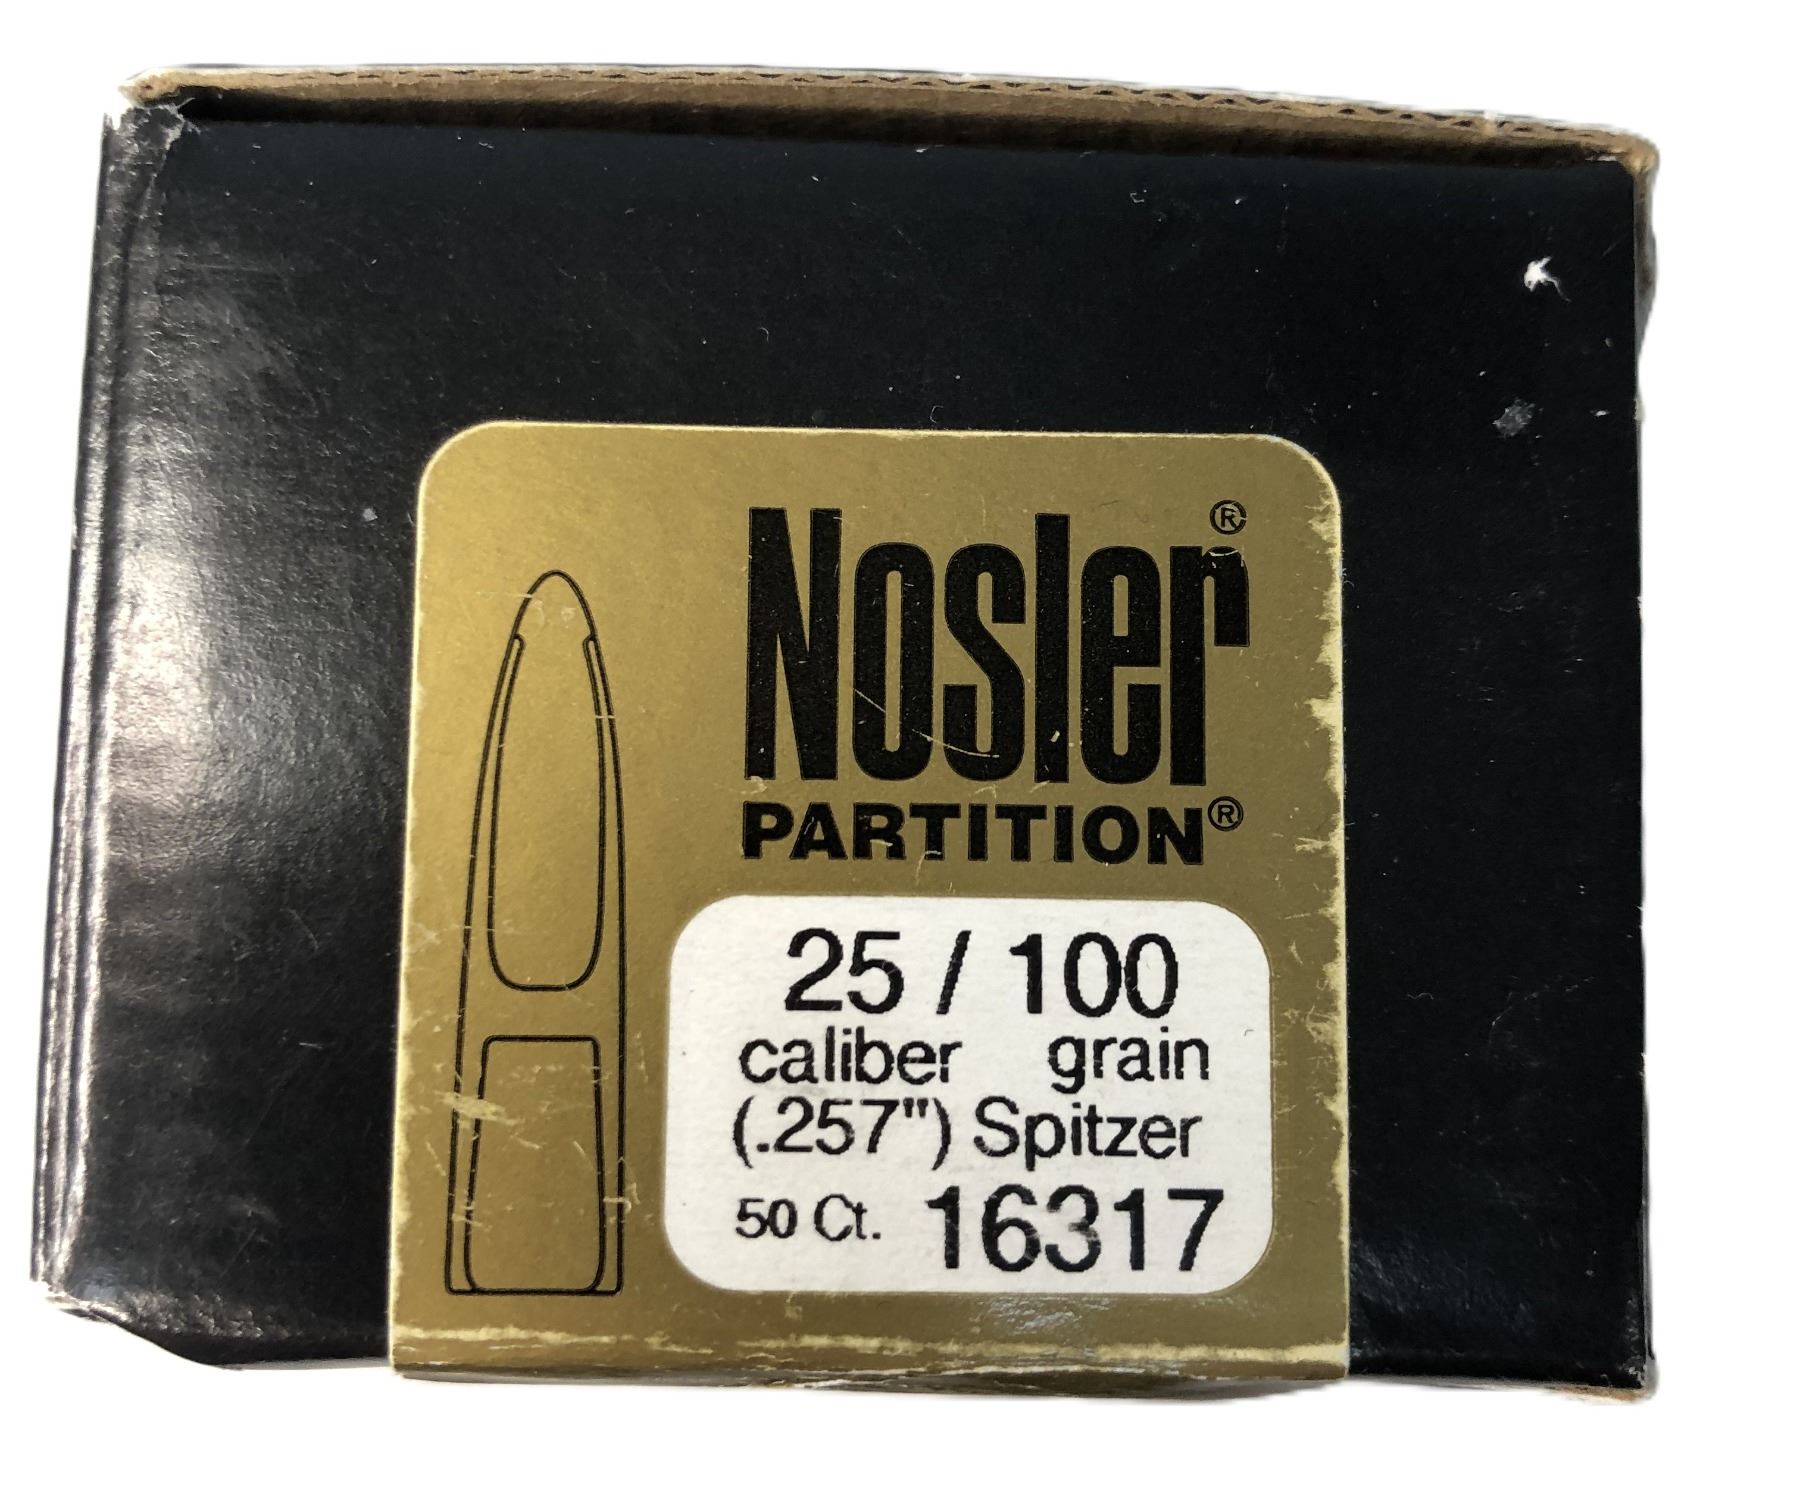 Nosler®
PARTITION®
25 / 100
caliber grain
(.257") Spitzer
50 Ct. 16317